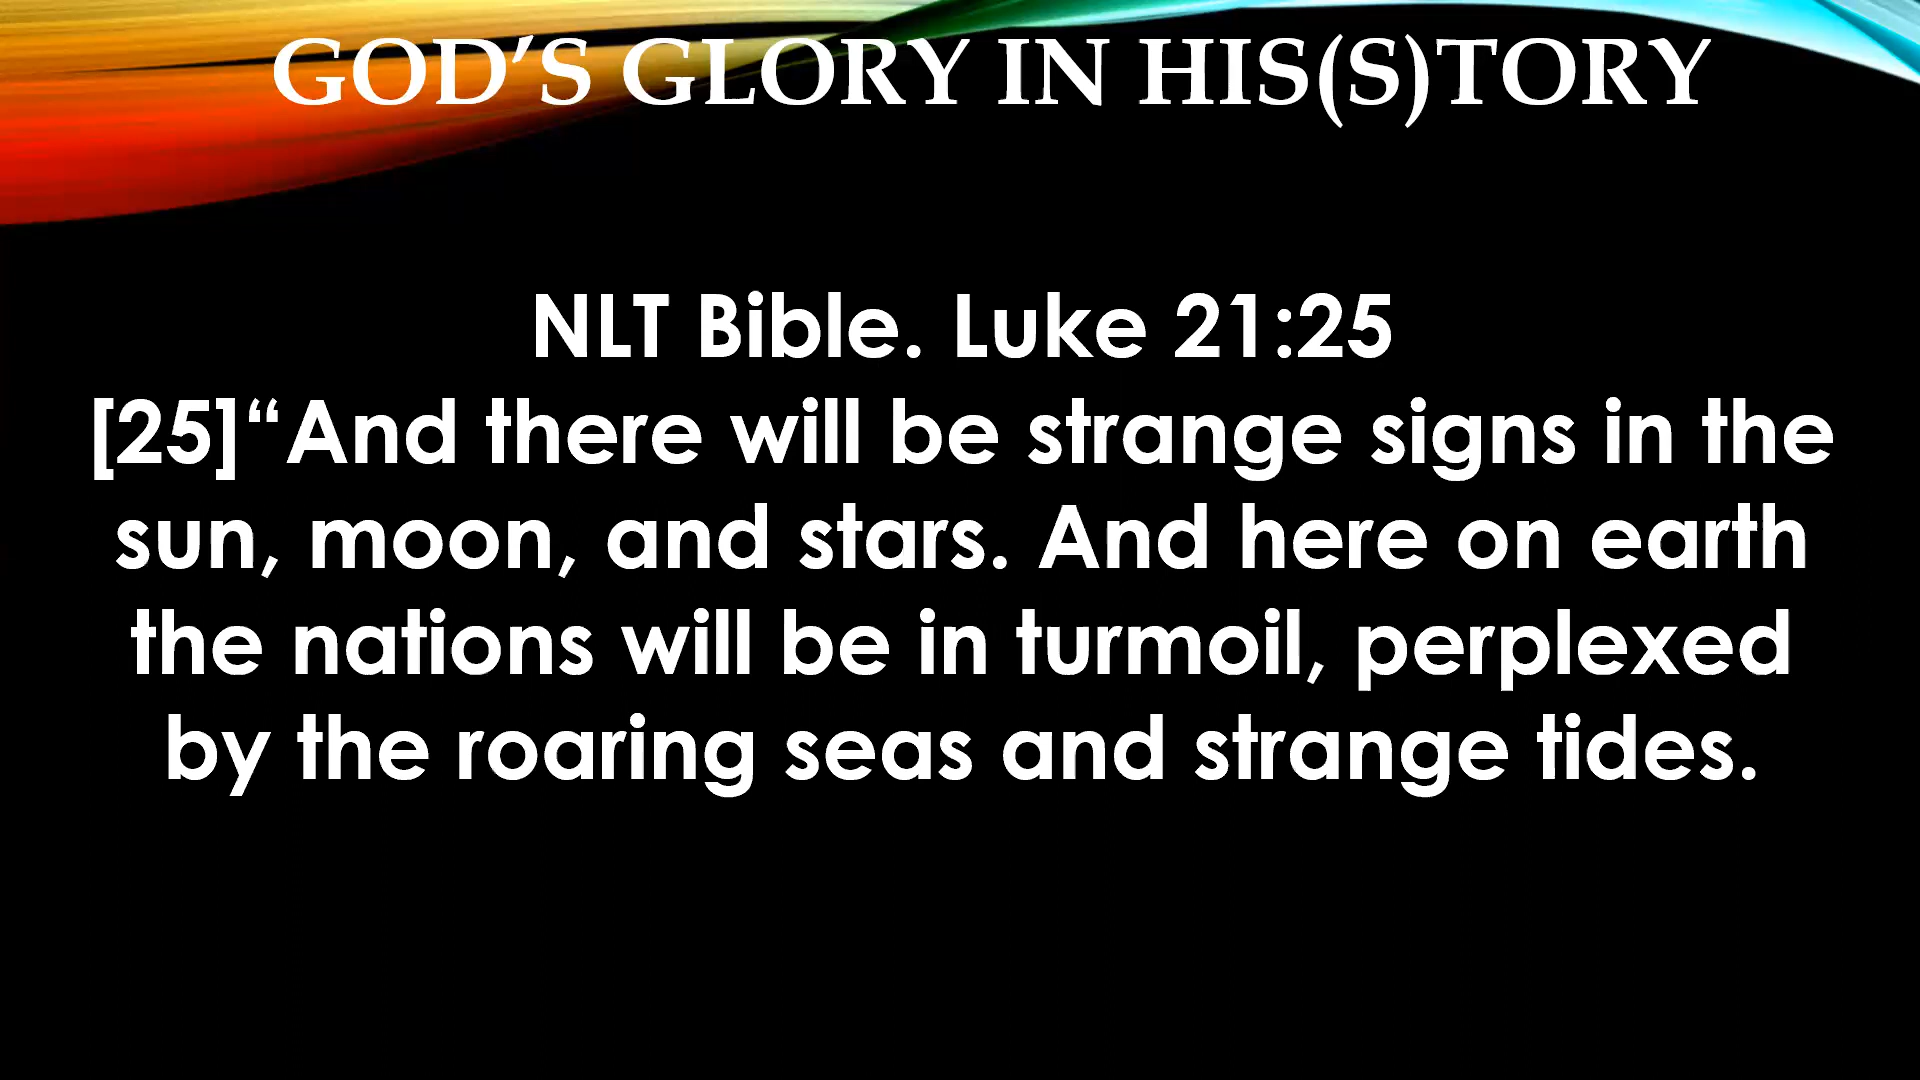 GOD’S GLORY IN HIS(S)TORY
NLT Bible. Luke 21:25
[25]“And there will be strange signs in the
sun, moon, and stars. And here on earth
the nations will be in turmoil, perplexed
by the roaring seas and strange tides.